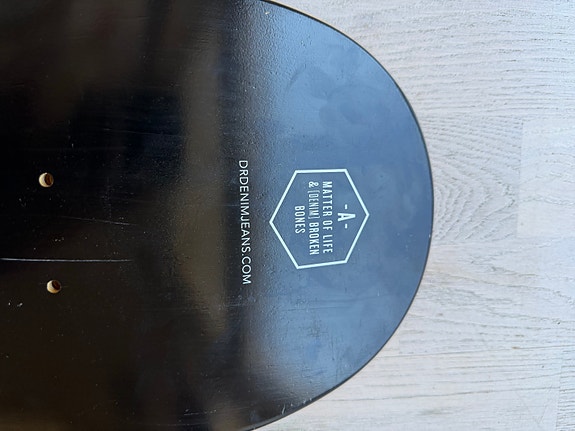 -A-
MATTER OF LIFE
& [DENIM] BROKEN
BONES
DRDENIMJEANS.COM